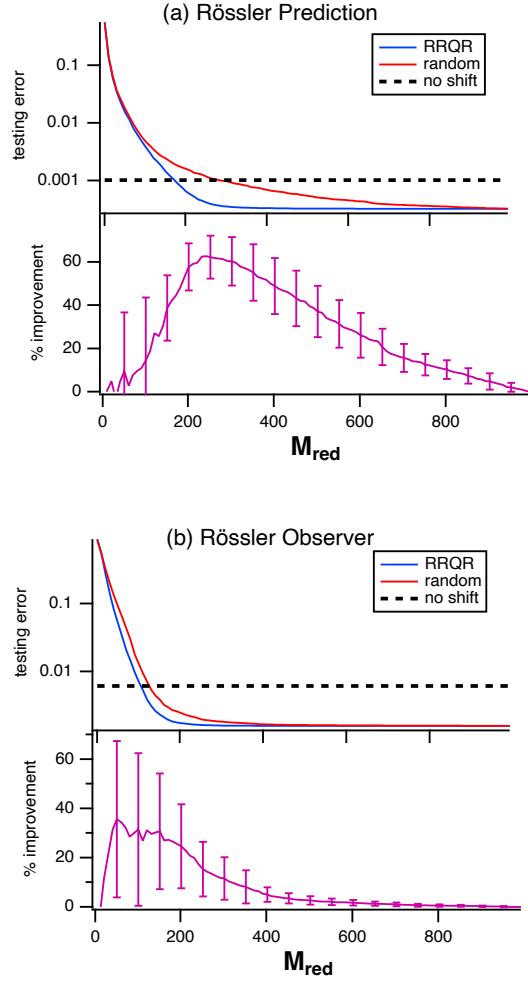 (a) Rössler Prediction
RRQR
random
no shift
testing error
0.1
0.01
0.001
% improvement
60
40
20
0
0 200 400 600 800
M_red
(b) Rössler Observer
RRQR
random
no shift
testing error
0.1
0.01
% improvement
60
40
20
0
0 200 400 600 800
M_red